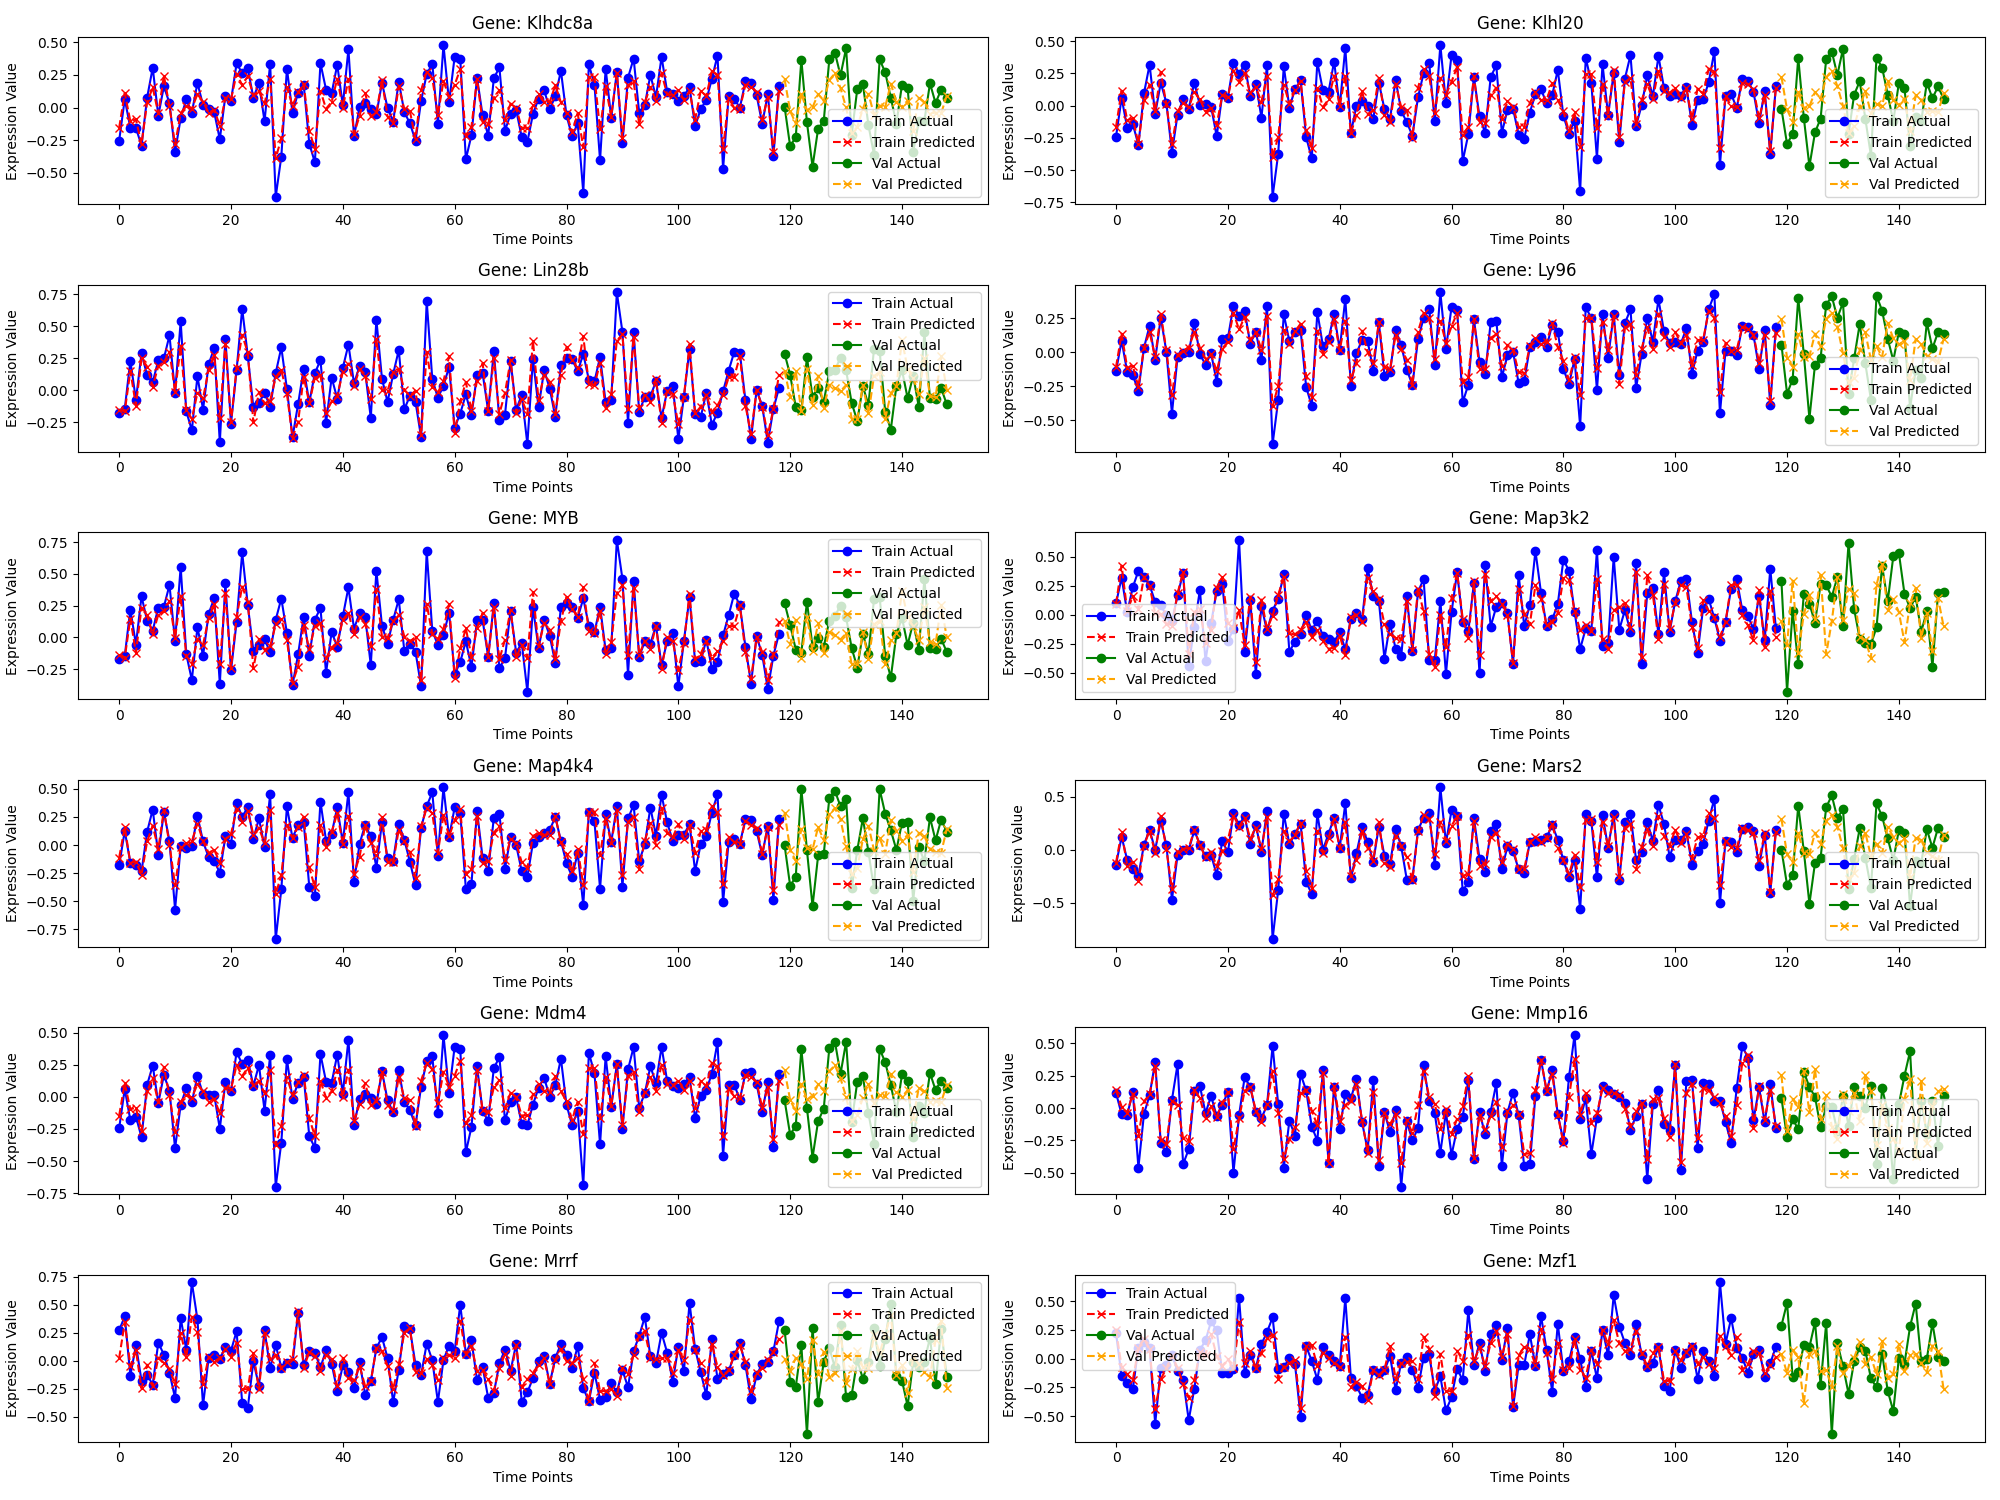 Gene: Klhdc8a
Expression Value
0.50
0.25
0.00
−0.25
−0.50
Train Actual
Train Predicted
Val Actual
Val Predicted
0 20 40 60 80 100 120 140
Time Points
Gene: Klhl20
Expression Value
0.50
0.25
0.00
−0.25
−0.50
−0.75
Train Actual
Train Predicted
Val Actual
Val Predicted
0 20 40 60 80 100 120 140
Time Points
Gene: Lin28b
Expression Value
0.75
0.50
0.25
0.00
−0.25
Train Actual
Train Predicted
Val Actual
Val Predicted
0 20 40 60 80 100 120 140
Time Points
Gene: Ly96
Expression Value
0.25
0.00
−0.25
−0.50
Train Actual
Train Predicted
Val Actual
Val Predicted
0 20 40 60 80 100 120 140
Time Points
Gene: MYB
Expression Value
0.75
0.50
0.25
0.00
−0.25
Train Actual
Train Predicted
Val Actual
Val Predicted
0 20 40 60 80 100 120 140
Time Points
Gene: Map3k2
Expression Value
0.50
0.25
0.00
−0.25
−0.50
Train Actual
Train Predicted
Val Actual
Val Predicted
0 20 40 60 80 100 120 140
Time Points
Gene: Map4k4
Expression Value
0.50
0.25
0.00
−0.25
−0.50
−0.75
Train Actual
Train Predicted
Val Actual
Val Predicted
0 20 40 60 80 100 120 140
Time Points
Gene: Mars2
Expression Value
0.5
0.0
−0.5
Train Actual
Train Predicted
Val Actual
Val Predicted
0 20 40 60 80 100 120 140
Time Points
Gene: Mdm4
Expression Value
0.50
0.25
0.00
−0.25
−0.50
−0.75
Train Actual
Train Predicted
Val Actual
Val Predicted
0 20 40 60 80 100 120 140
Time Points
Gene: Mmp16
Expression Value
0.50
0.25
0.00
−0.25
−0.50
Train Actual
Train Predicted
Val Actual
Val Predicted
0 20 40 60 80 100 120 140
Time Points
Gene: Mrrf
Expression Value
0.75
0.50
0.25
0.00
−0.25
−0.50
Train Actual
Train Predicted
Val Actual
Val Predicted
0 20 40 60 80 100 120 140
Time Points
Gene: Mzf1
Expression Value
0.50
0.25
0.00
−0.25
−0.50
Train Actual
Train Predicted
Val Actual
Val Predicted
0 20 40 60 80 100 120 140
Time Points